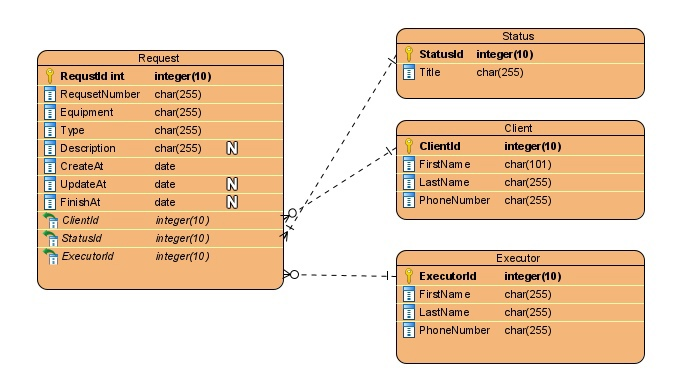 Request
RequstId int integer(10)
RequsetNumber char(255)
Equipment char(255)
Type char(255)
Description char(255) N
CreateAt date
UpdateAt date N
FinishAt date N
ClientId integer(10)
StatusId integer(10)
ExecutorId integer(10)
Status
StatusId integer(10)
Title char(255)
Client
ClientId integer(10)
FirstName char(101)
LastName char(255)
PhoneNumber char(255)
Executor
ExecutorId integer(10)
FirstName char(255)
LastName char(255)
PhoneNumber char(255)